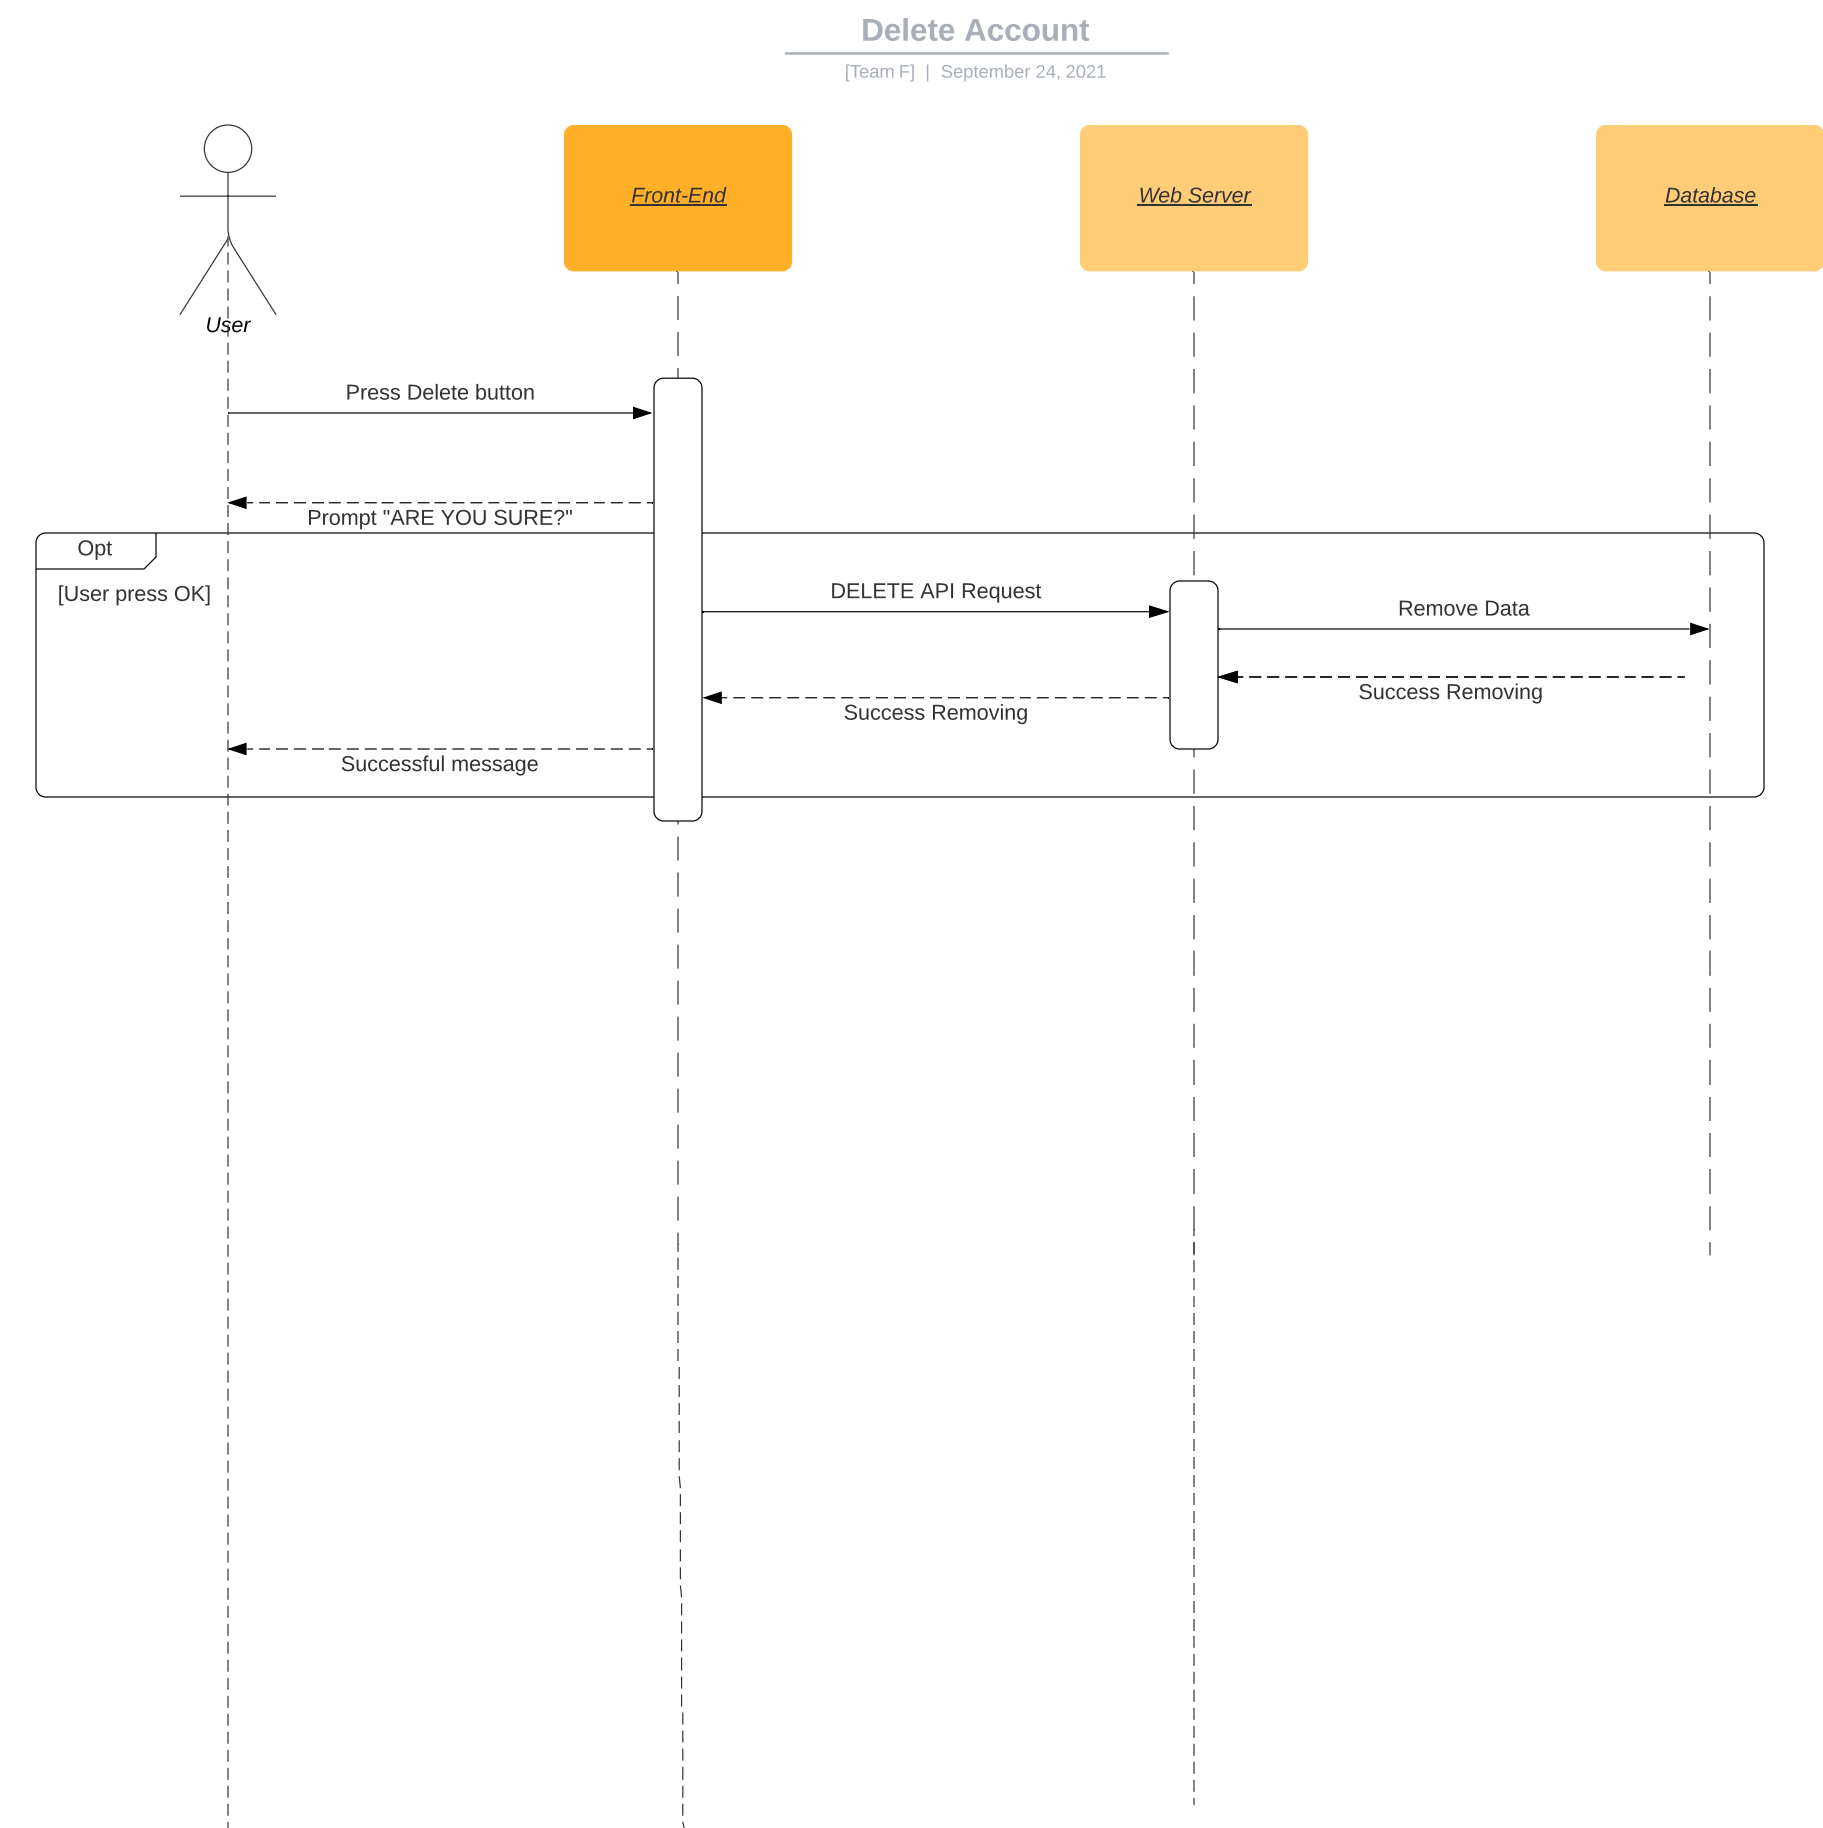 Delete Account
[Team F] | September 24, 2021
Front-End
Web Server
Database
User
Press Delete button
Prompt "ARE YOU SURE?"
Opt
[User press OK]
DELETE API Request
Remove Data
Success Removing
Success Removing
Successful message